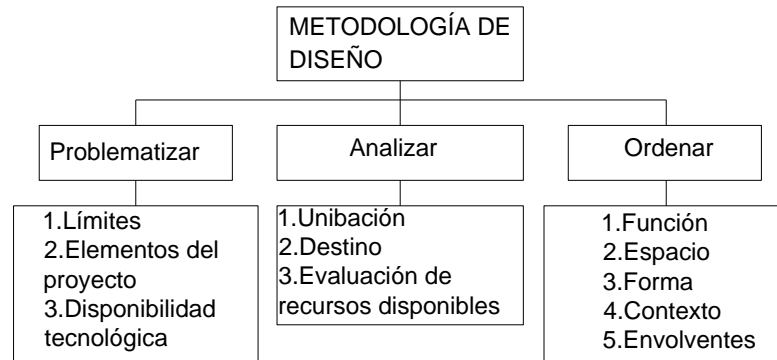 METODOLOGÍA DE
DISEÑO
Problematizar
Analizar
Ordenar
1.Límites
2.Elementos del
proyecto
3.Disponibilidad
tecnológica
1.Unibación
2.Destino
3.Evaluación de
recursos disponibles
1.Función
2.Espacio
3.Forma
4.Contexto
5.Envolventes